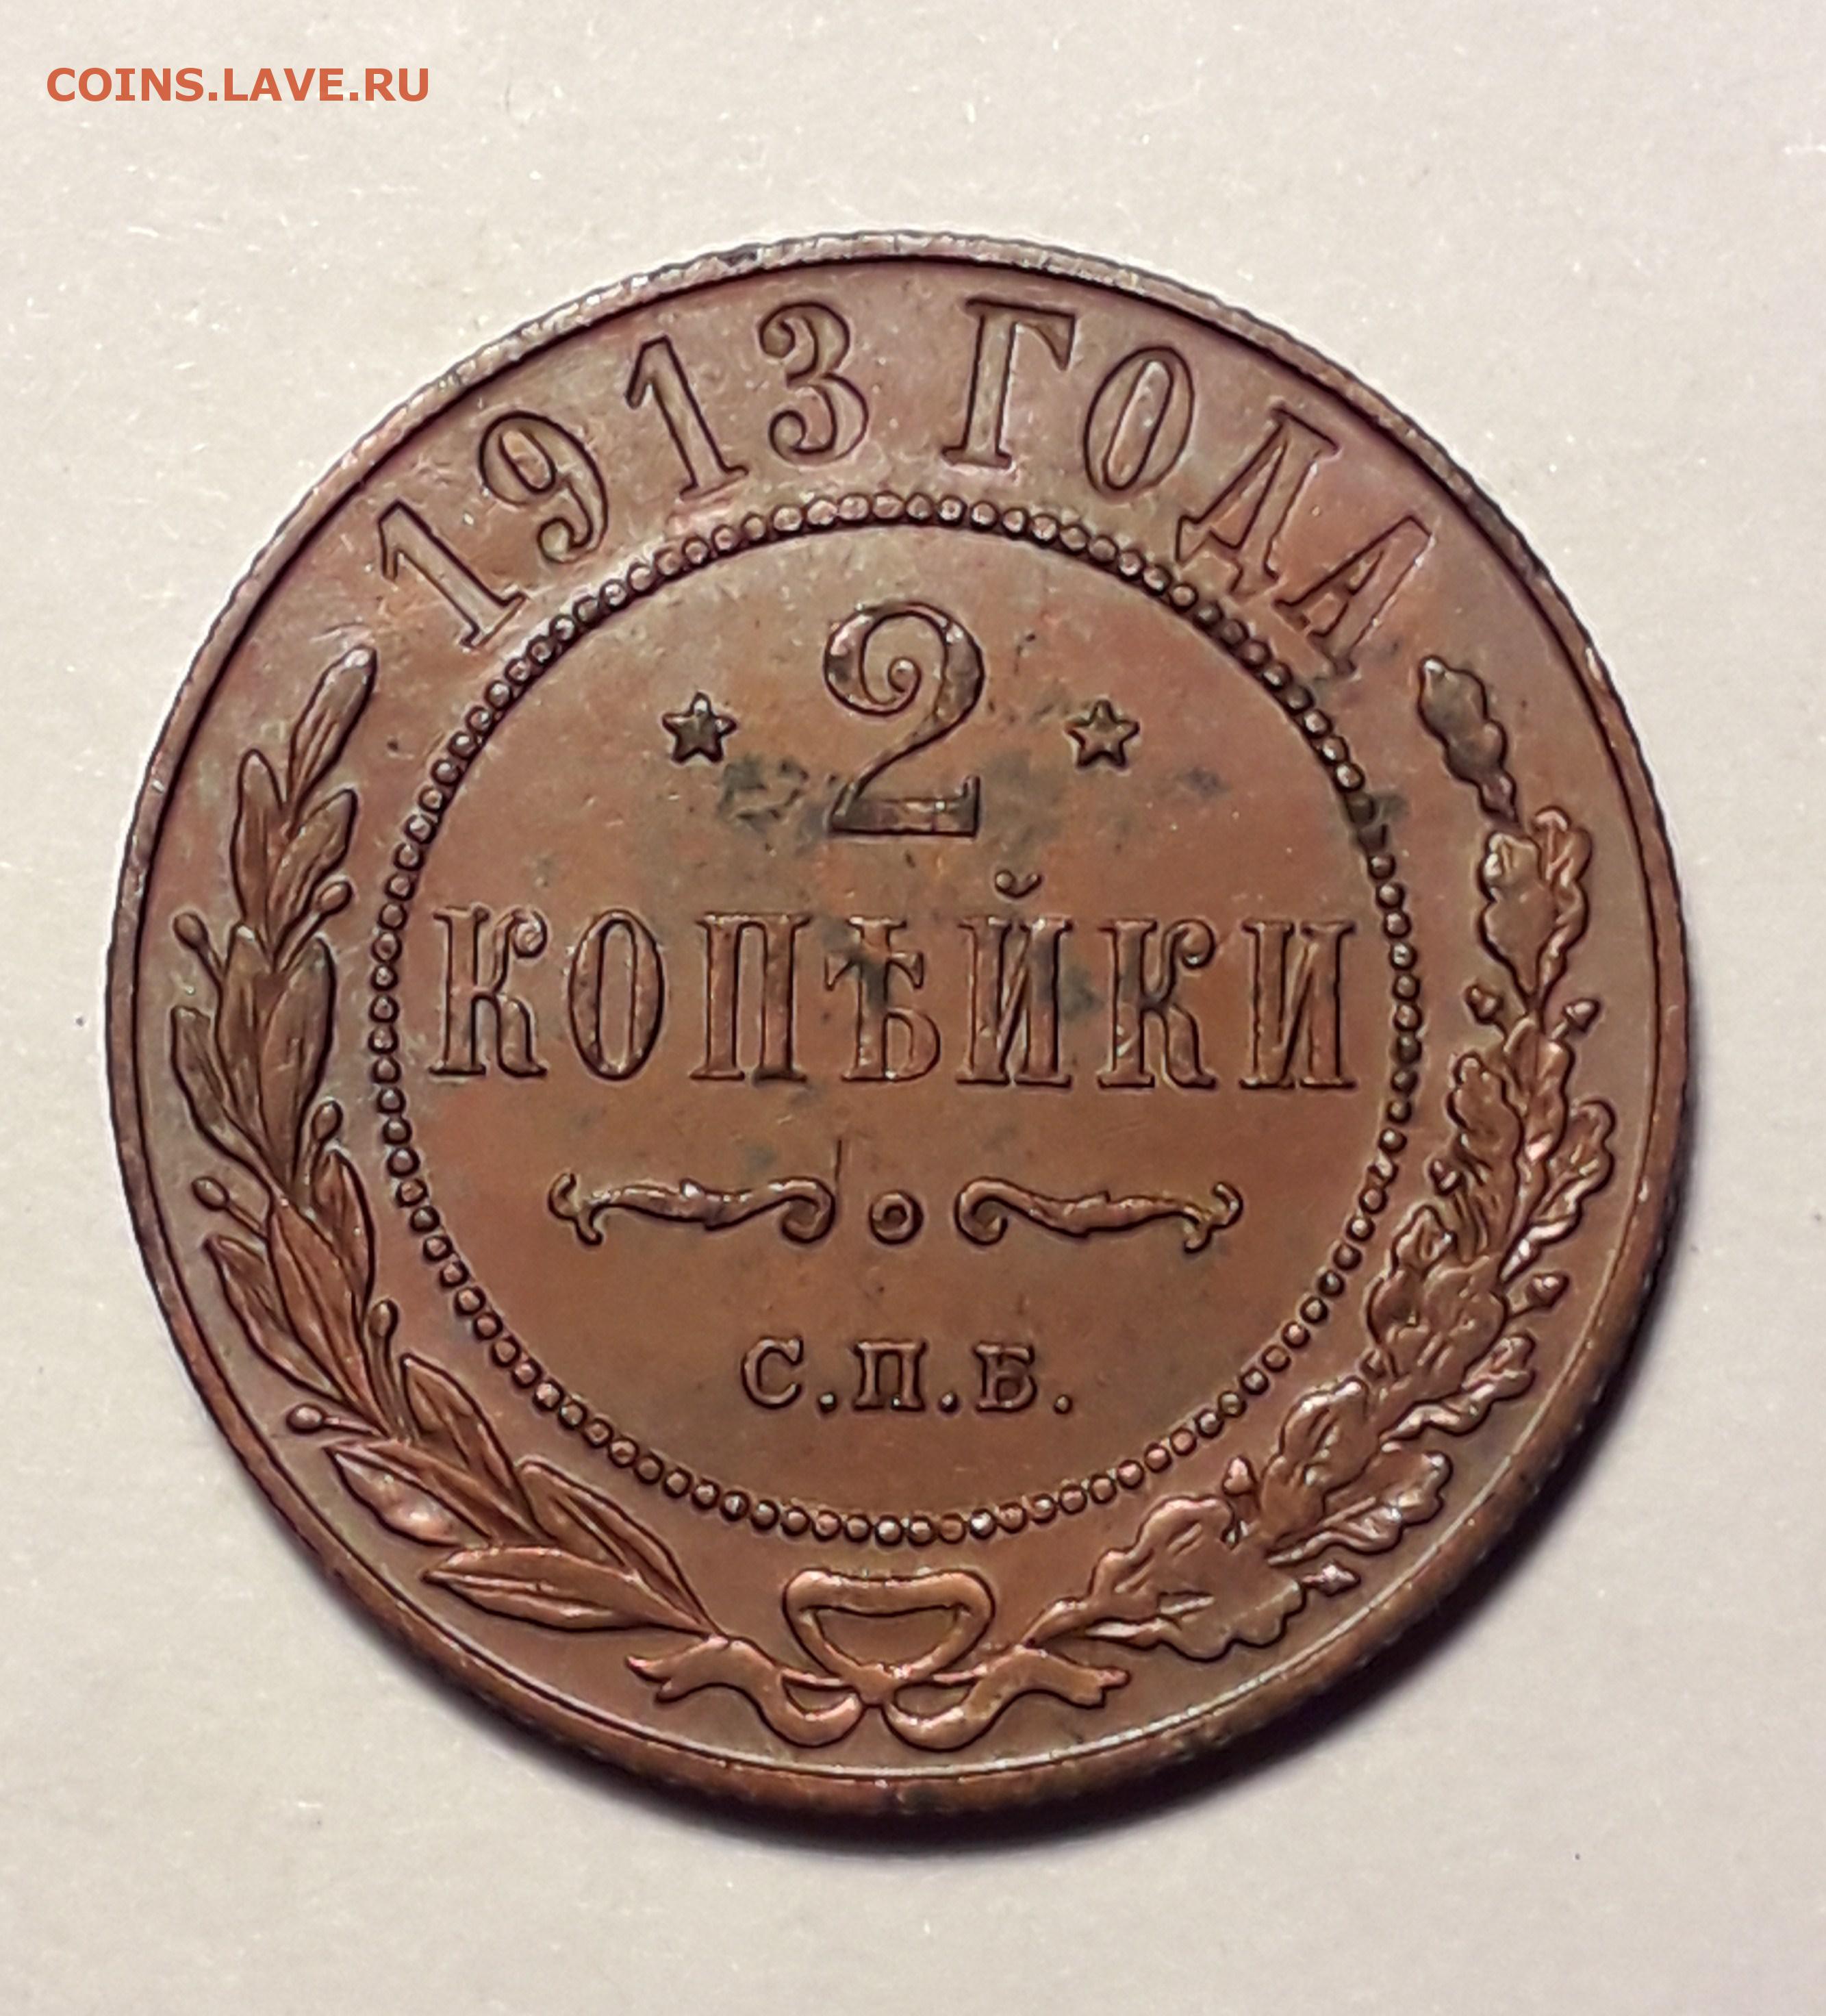 COINS.LAVE.RU
1913 ГОДА
2
КОПѢЙКИ
С.П.Б.